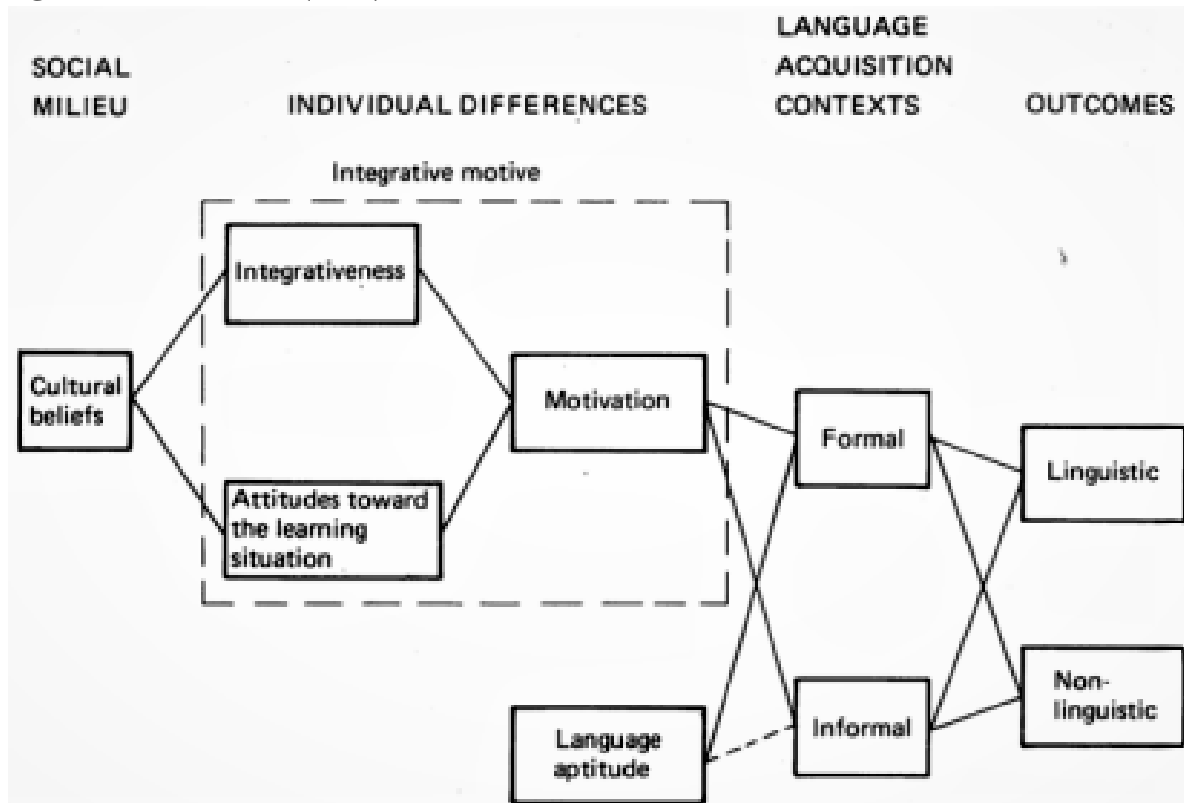 SOCIAL
MILIEU
INDIVIDUAL DIFFERENCES
LANGUAGE
ACQUISITION
CONTEXTS
OUTCOMES
Integrative motive
Integrativeness
Cultural
beliefs
Attitudes toward
the learning
situation
Motivation
Language
aptitude
Formal
Informal
Linguistic
Non-
linguistic